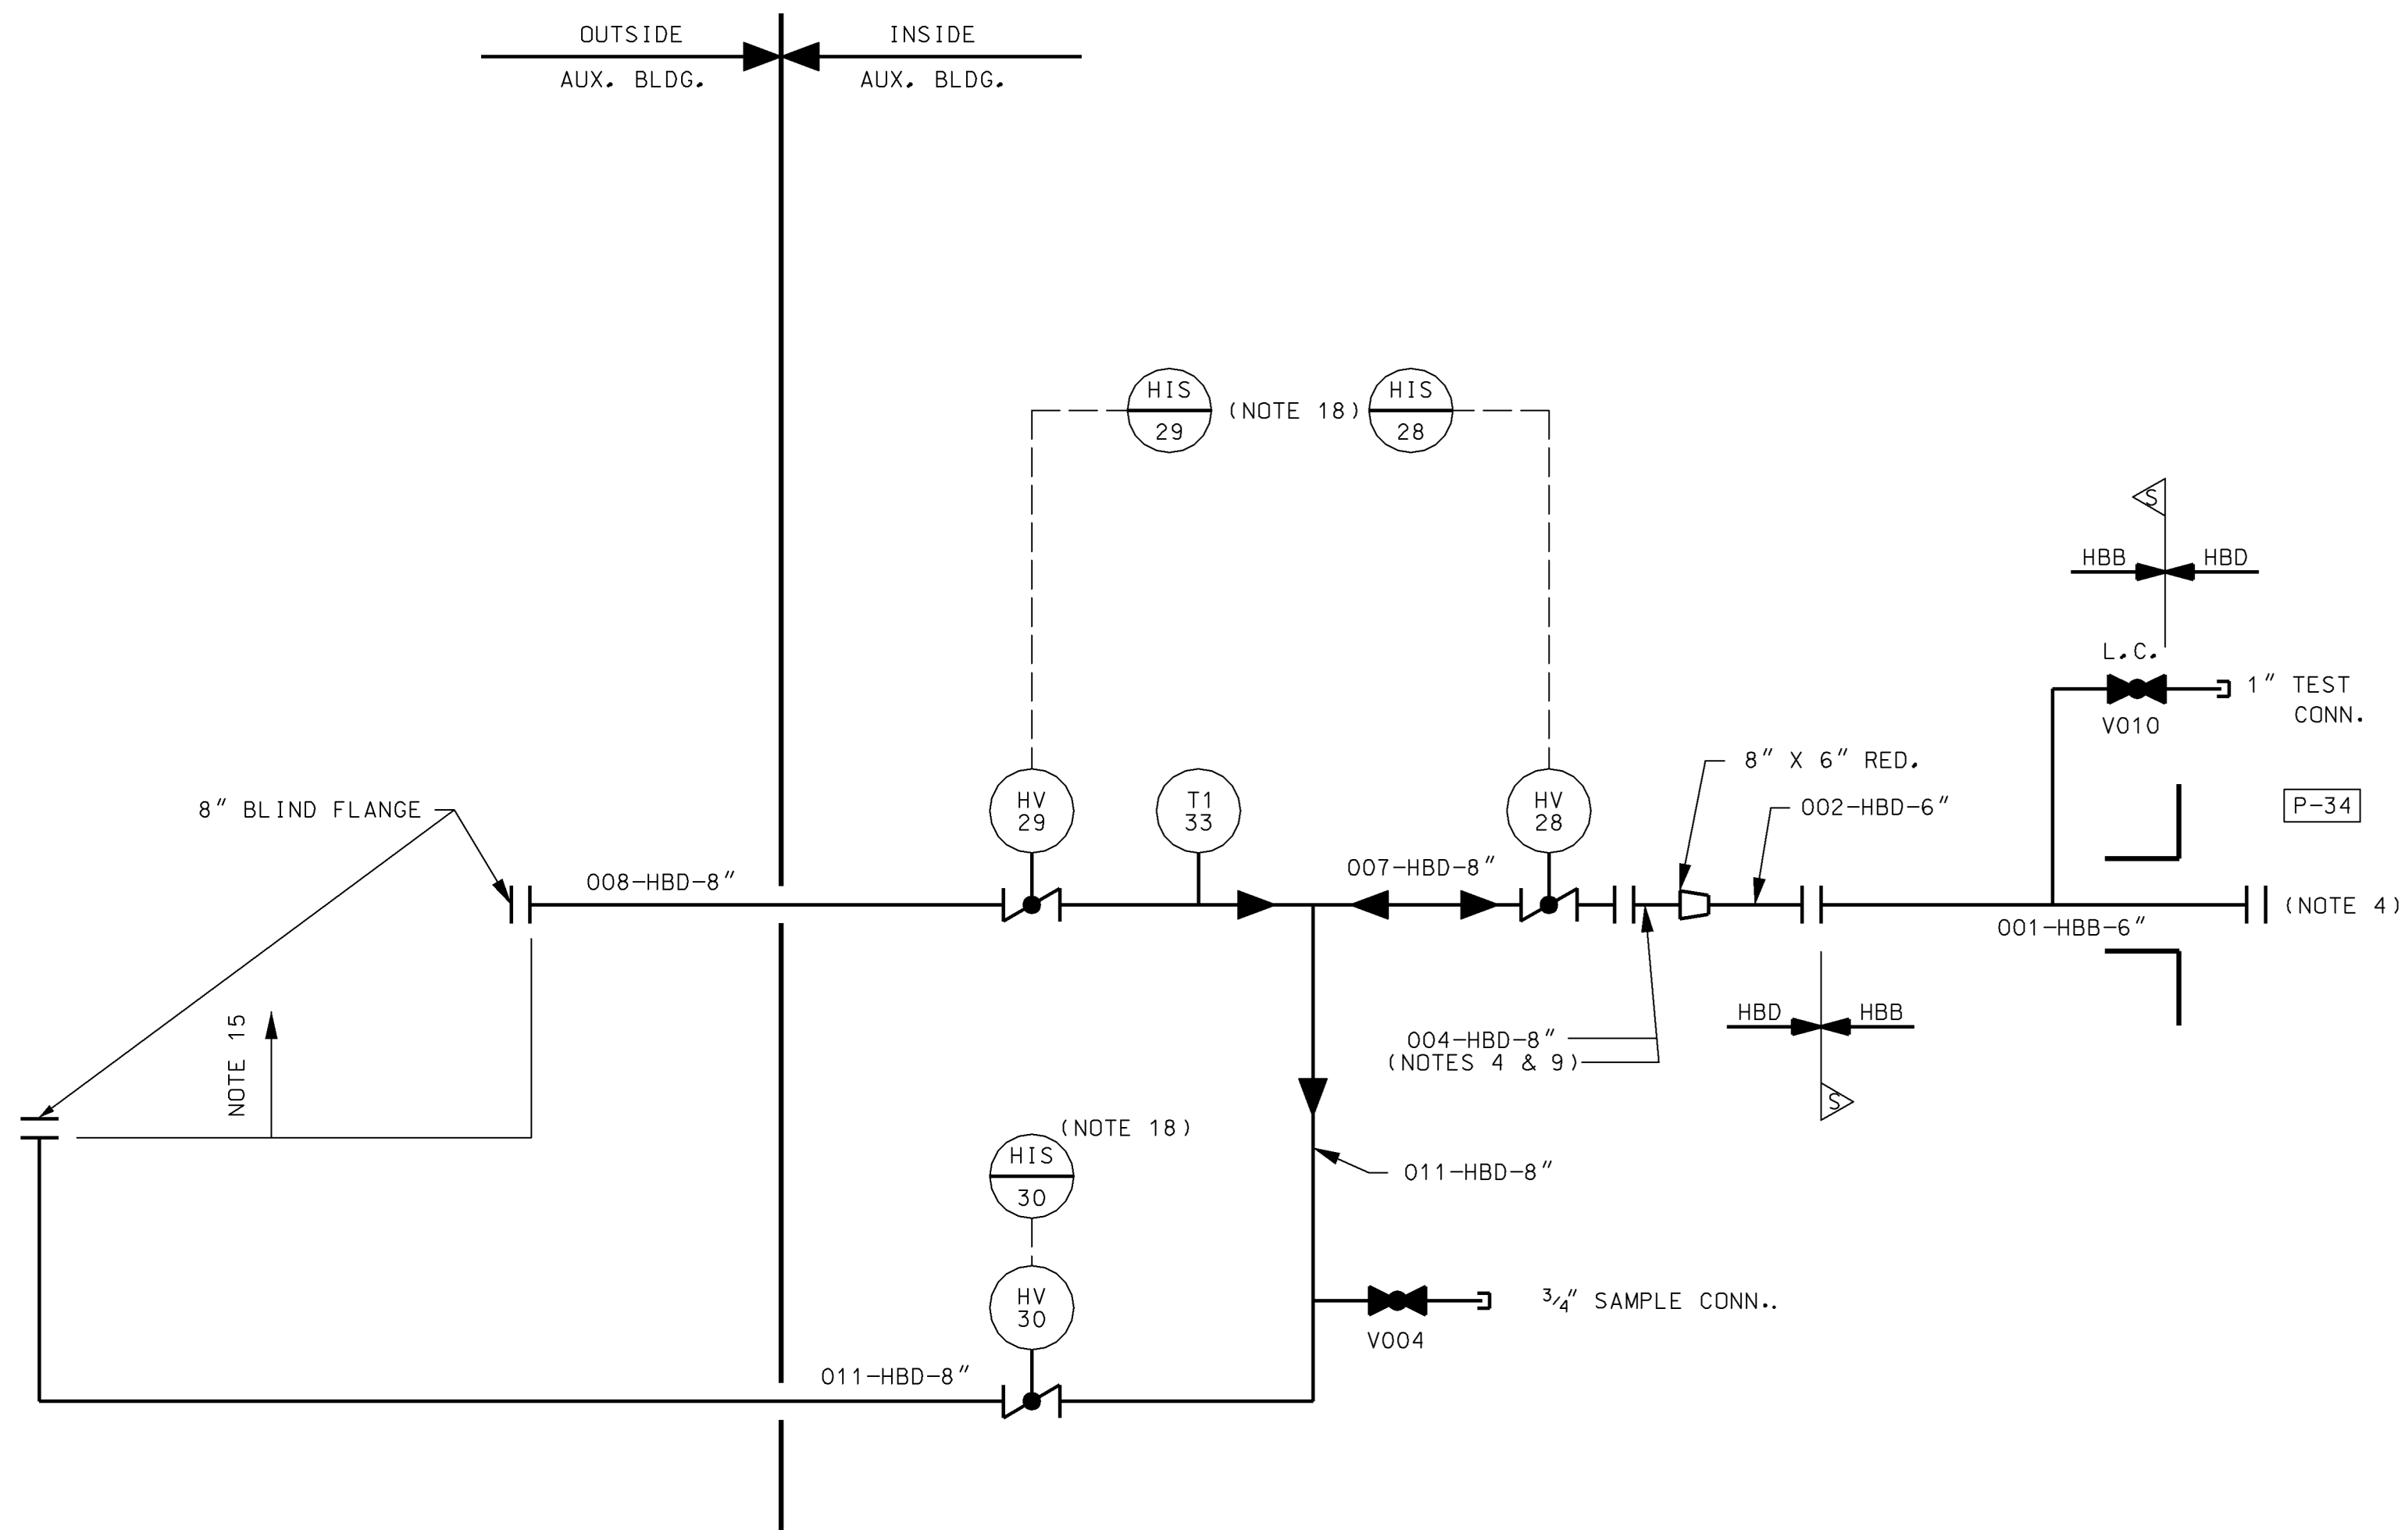 OUTSIDE
AUX. BLDG.
INSIDE
AUX. BLDG.
HIS
29
(NOTE 18)
HIS
28
S
HBB
HBD
L.C.
1" TEST
CONN.
V010
8" X 6" RED.
002-HBD-6"
P-34
8" BLIND FLANGE
HV
29
T1
33
HV
28
008-HBD-8"
007-HBD-8"
001-HBB-6"
(NOTE 4)
NOTE 15
HBD
HBB
S
004-HBD-8"
(NOTES 4 & 9)
(NOTE 18)
HIS
30
011-HBD-8"
HV
30
3/4" SAMPLE CONN..
V004
011-HBD-8"